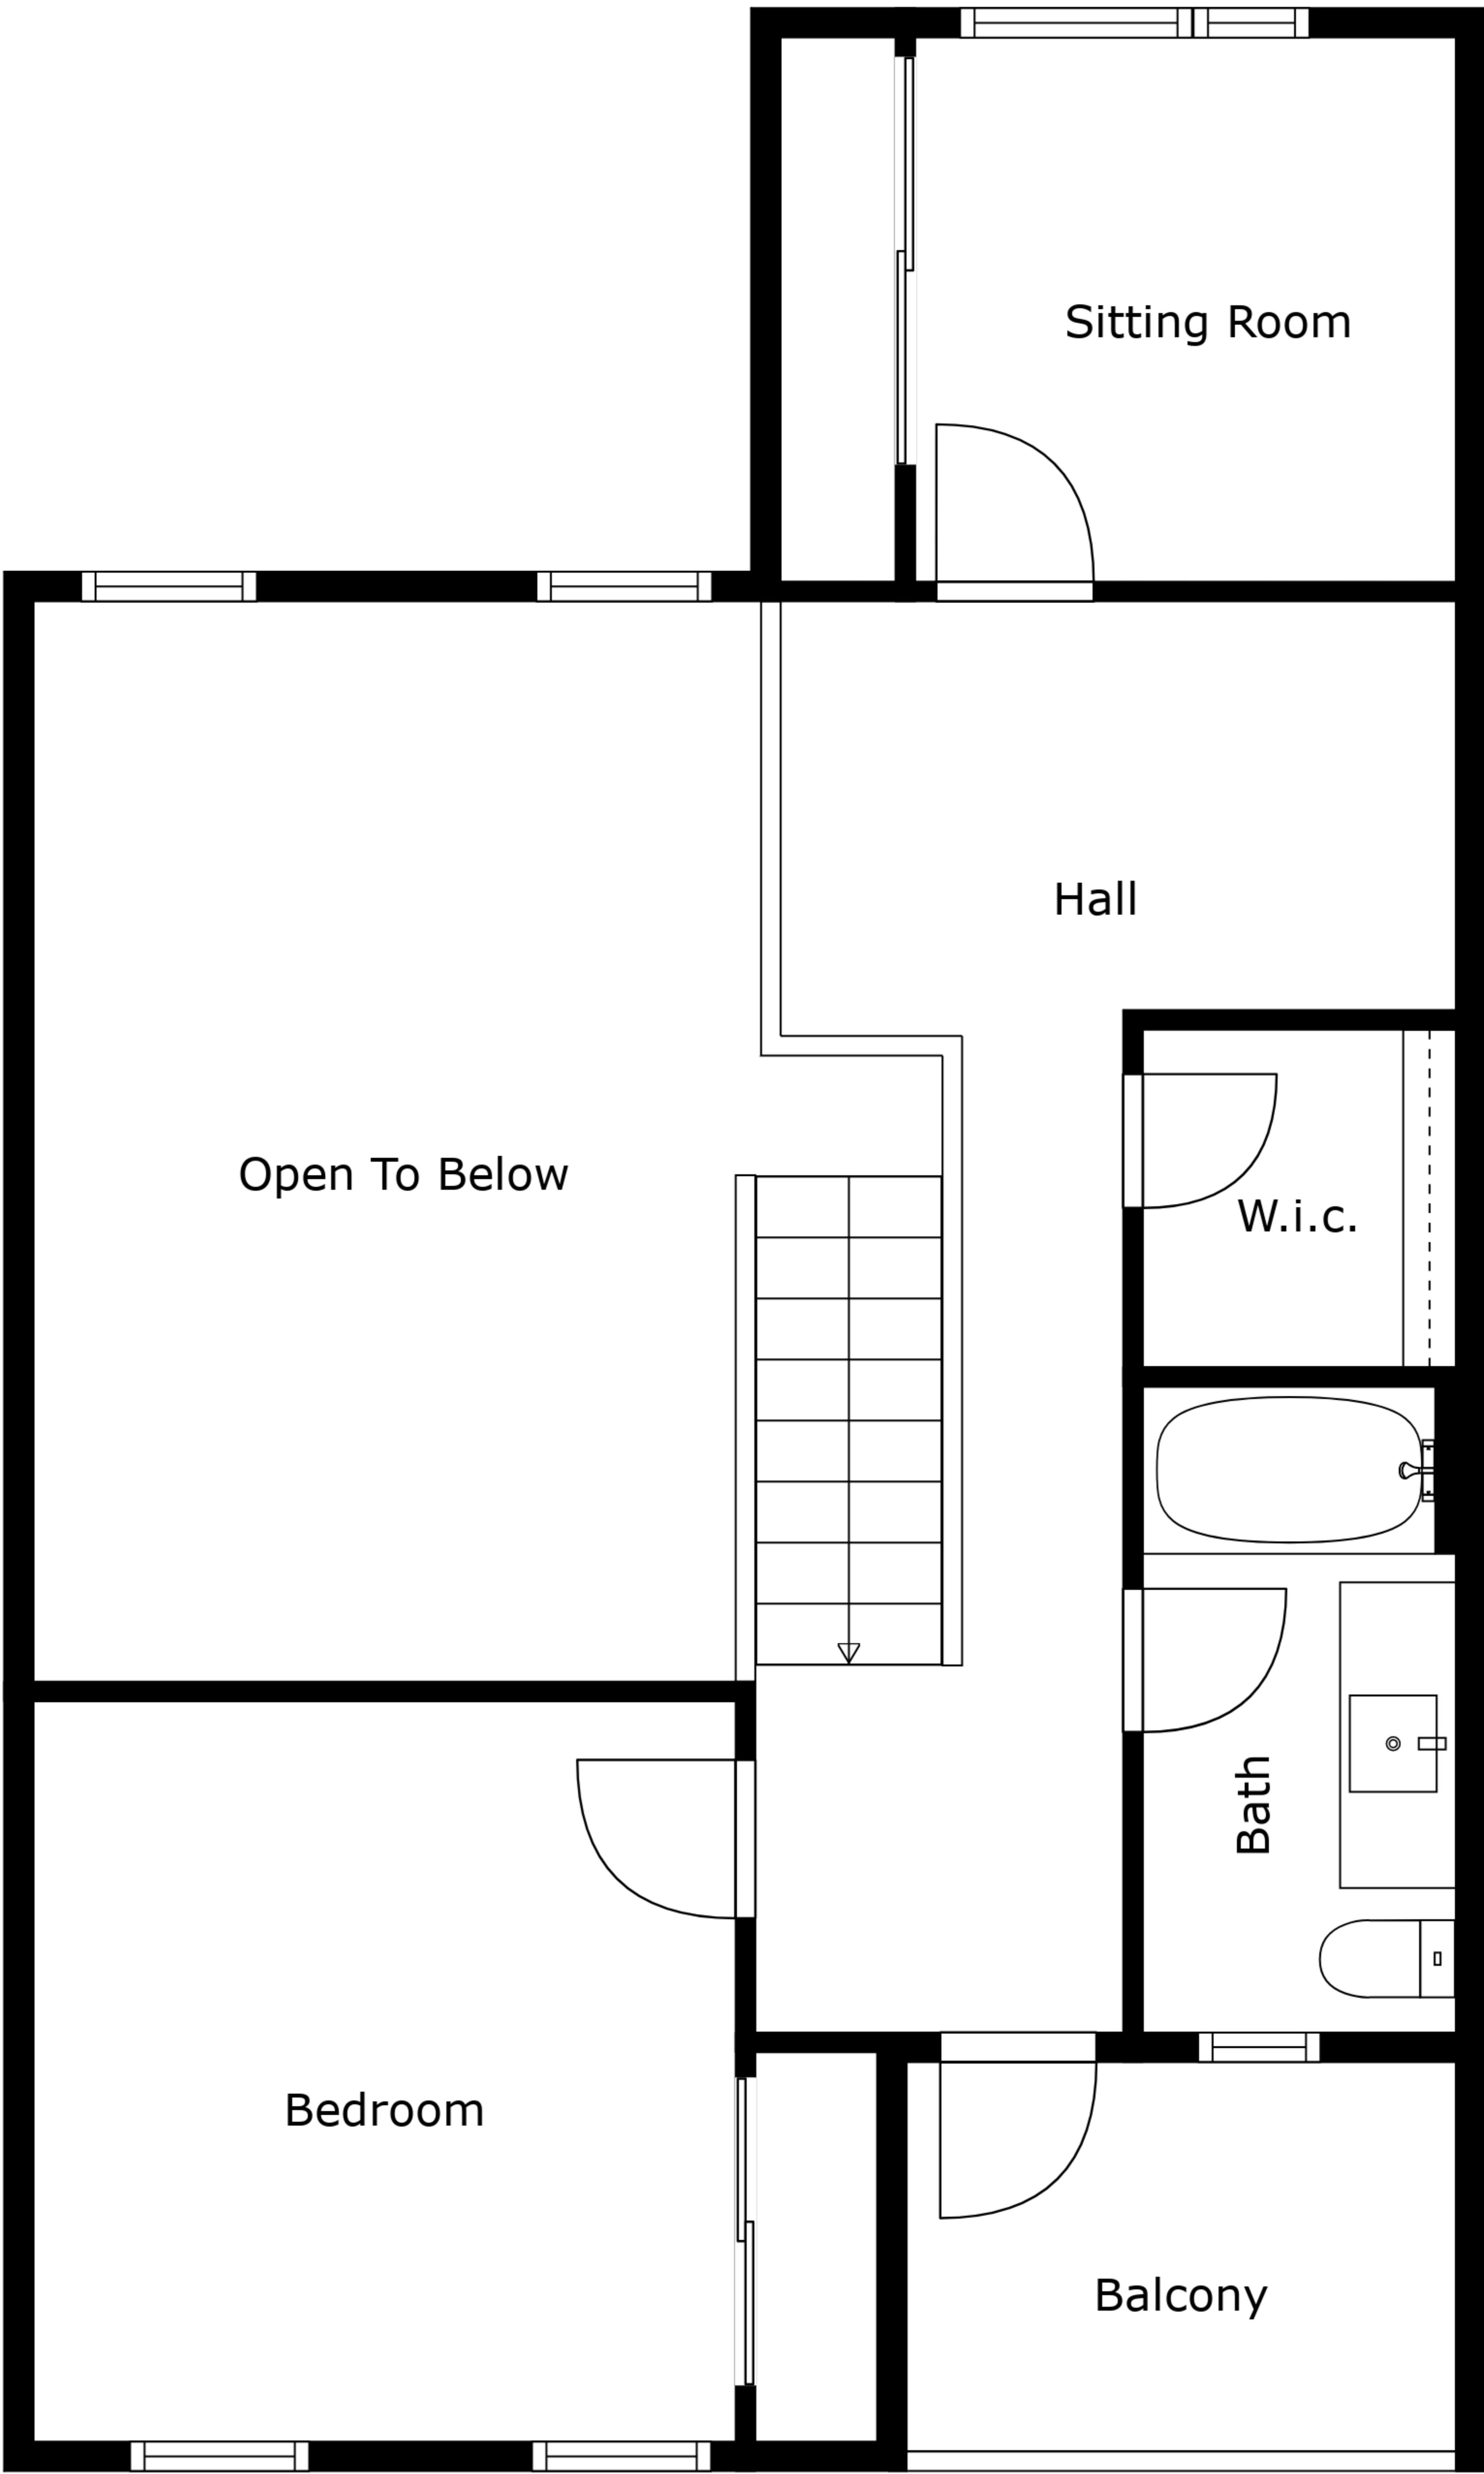 Sitting Room
Hall
Open To Below
W.i.c.
Bath
Bedroom
Balcony